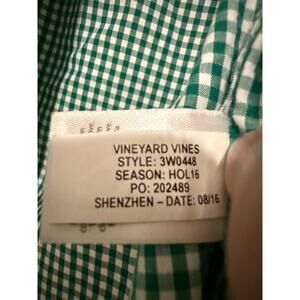 VINEYARD VINES
STYLE: 3W0448
SEASON: HOL16
PO: 202489
SHENZHEN – DATE: 08/16